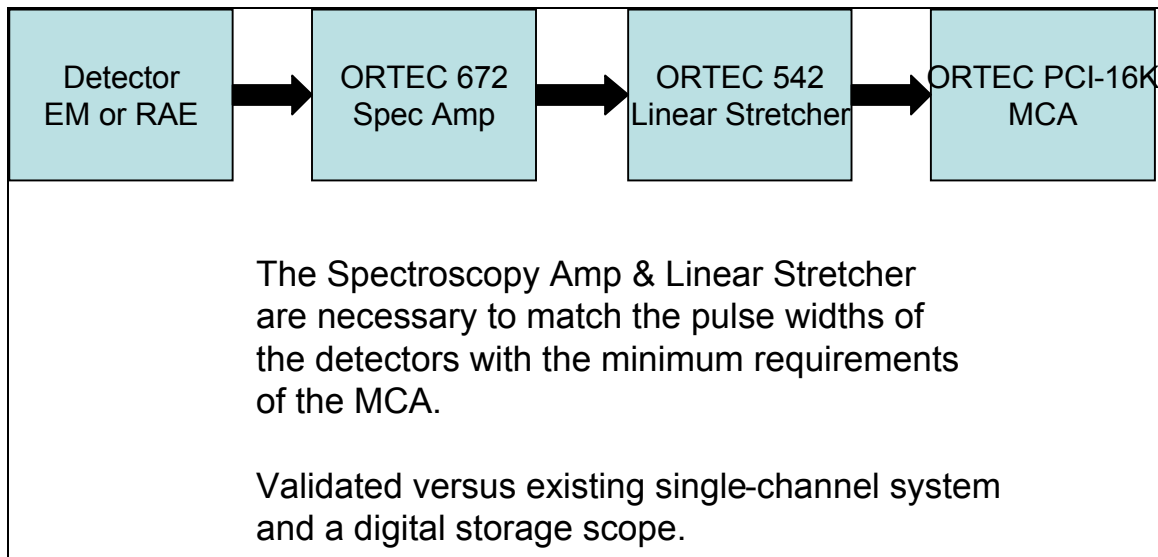 Detector
EM or RAE
ORTEC 672
Spec Amp
ORTEC 542
Linear Stretcher
ORTEC PCI-16K
MCA
The Spectroscopy Amp & Linear Stretcher
are necessary to match the pulse widths of
the detectors with the minimum requirements
of the MCA.
Validated versus existing single-channel system
and a digital storage scope.